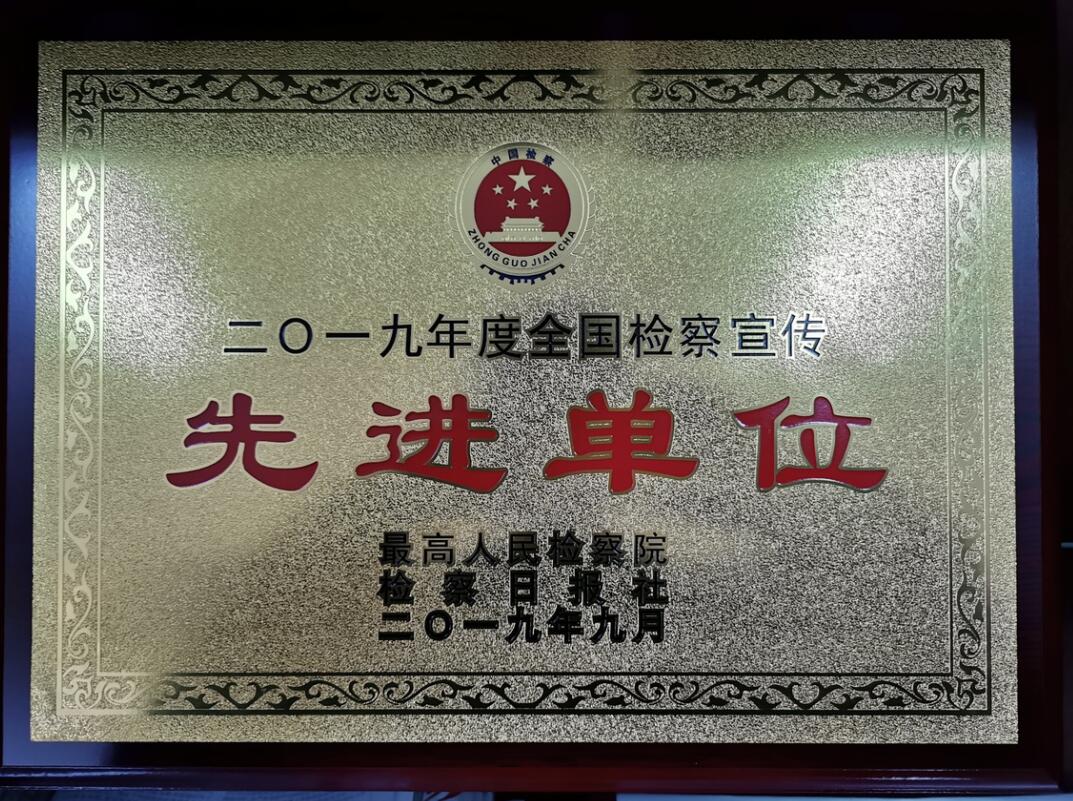 中国检察
ZHONG GUO JIAN CHA
二〇一九年度全国检察宣传
先进单位
最高人民检察院
检察日报社
二〇一九年九月